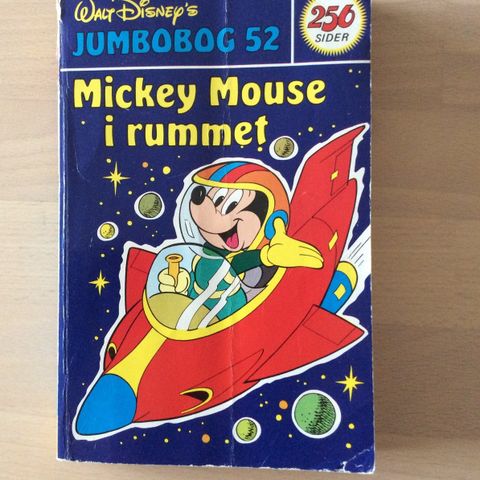 WALT DISNEY'S
JUMBOBOG 52
256
SIDER
Mickey Mouse
i rummet